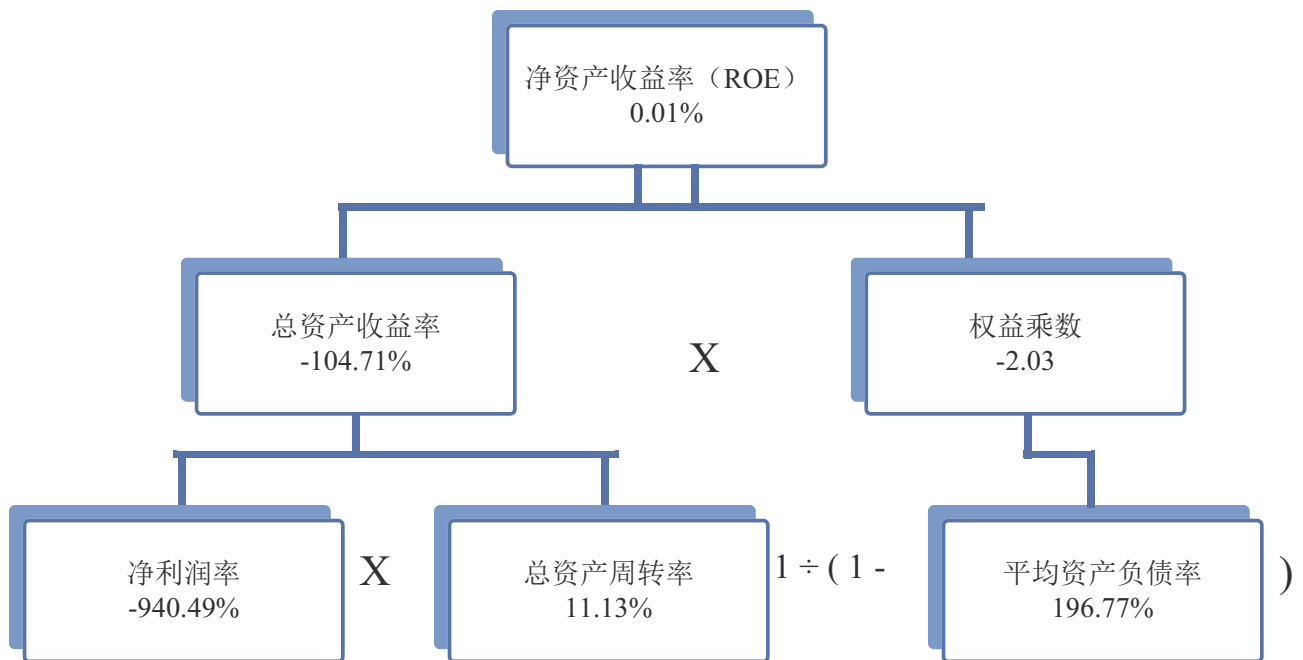 净资产收益率（ROE）
0.01%
总资产收益率
-104.71%
X
权益乘数
-2.03
净利润率
-940.49%
X
总资产周转率
11.13%
1 ÷ ( 1 -
平均资产负债率
196.77%
)